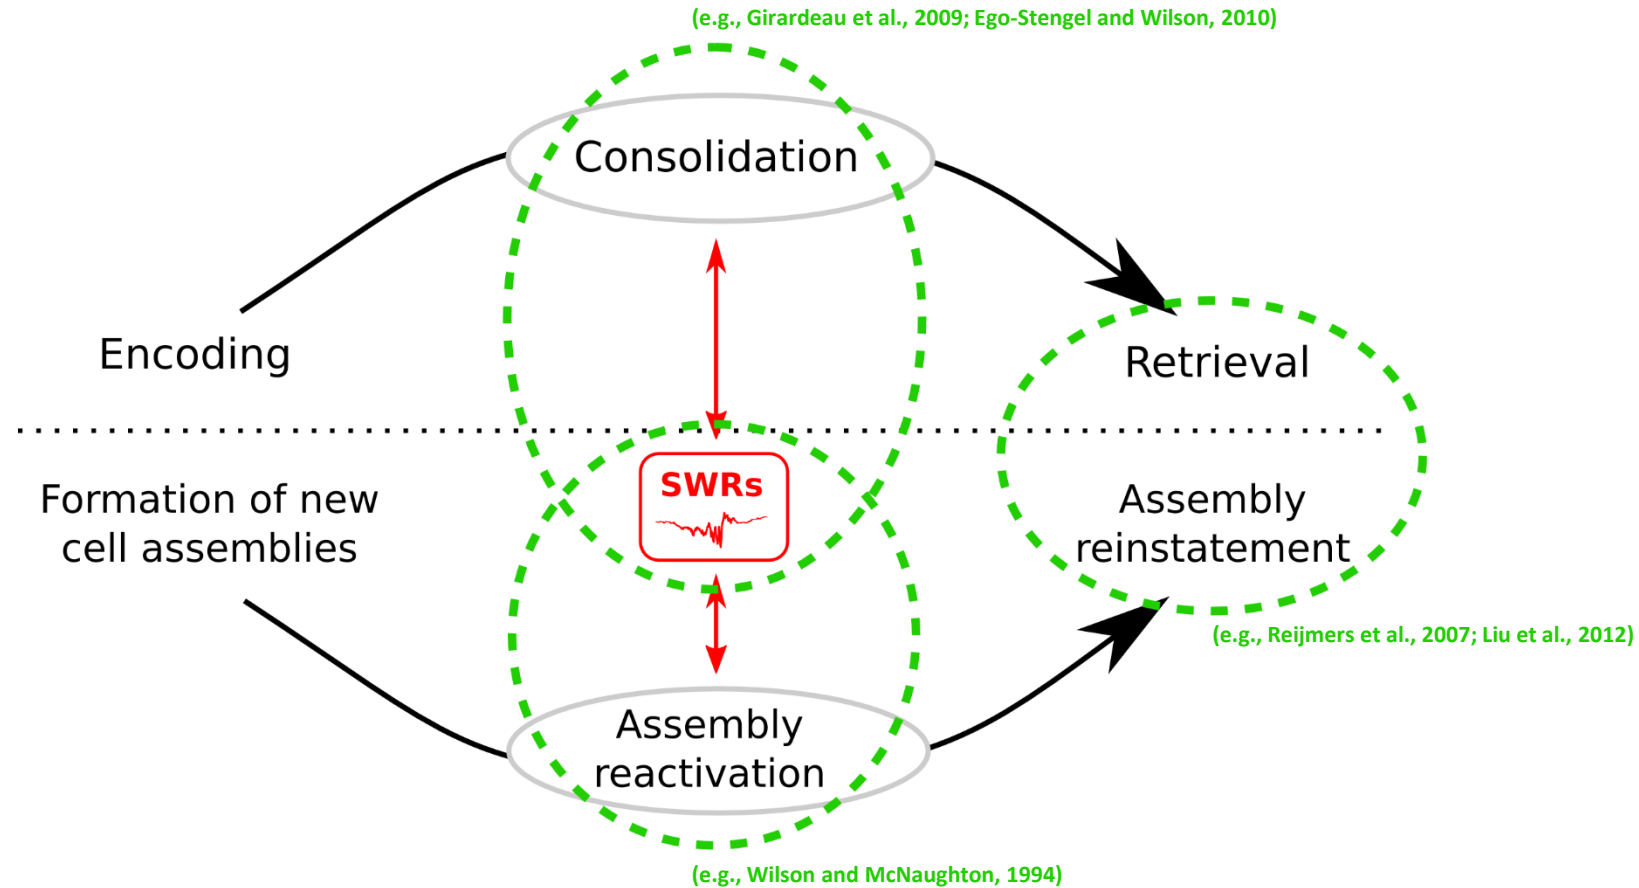 (e.g., Girardeau et al., 2009; Ego-Stengel and Wilson, 2010)
Consolidation
Encoding
Retrieval
Formation of new
cell assemblies
SWRs
Assembly
reinstatement
(e.g., Reijmers et al., 2007; Liu et al., 2012)
Assembly
reactivation
(e.g., Wilson and McNaughton, 1994)